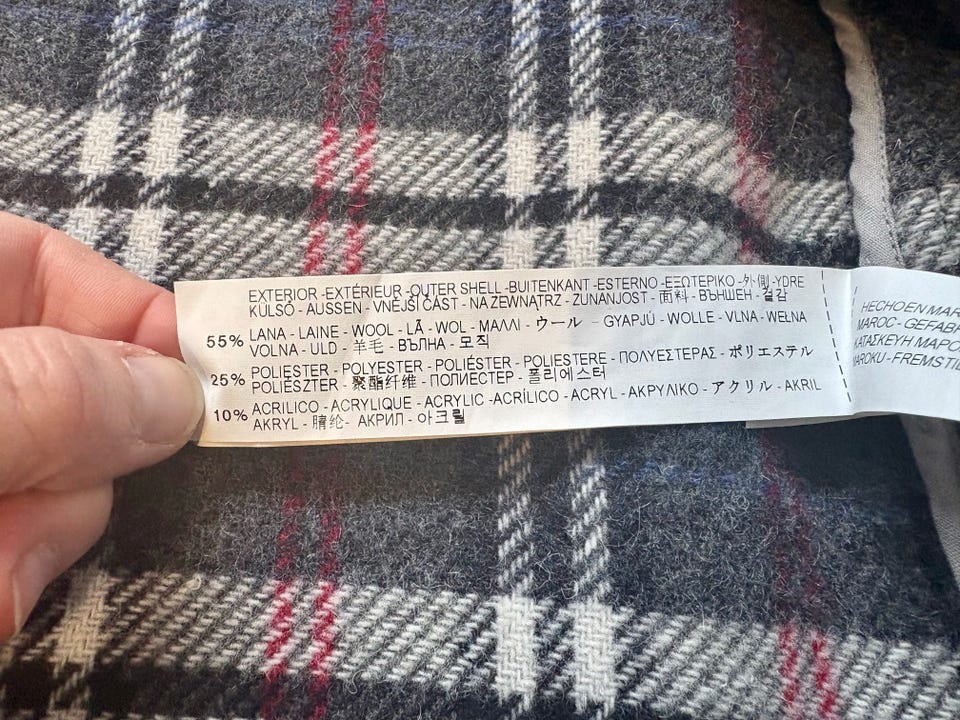 EXTERIOR -EXTÉRIEUR -OUTER SHELL -BUITENKANT -ESTERNO -ΕΞΩΤΕΡΙΚΟ -外側 -YDRE
KÜLSŐ - AUSSEN - VNĚJŠÍ ČÁST - NA ZEWNĄTRZ - ZUNANJOST - 面料 - ВЪНШЕН - 겉감
55% LANA - LAINE - WOOL - LÃ - WOL - ΜΑΛΛΙ - ウール - GYAPJÚ - WOLLE - VLNA - WEŁNA
VOLNA - ULD - 羊毛 - ВЪЛНА - 모직
25% POLIESTER - POLYESTER - POLIÉSTER - POLIESTERE - ΠΟΛΥΕΣΤΕΡΑΣ - ポリエステル
POLIÉSZTER - 聚酯纤维 - ПОЛИЕСТЕР - 폴리에스터
10% ACRILICO - ACRYLIQUE - ACRYLIC -ACRÍLICO - ACRYL - ΑΚΡΥΛΙΚΟ - アクリル - AKRIL
AKRYL - 腈纶- АКРИЛ - 아크릴
HECHO EN MAR
MAROC - GEFABR
ΚΑΤΑΣΚΕΥΗ ΜΑΡΟ
MAROKU - FREMSTIL